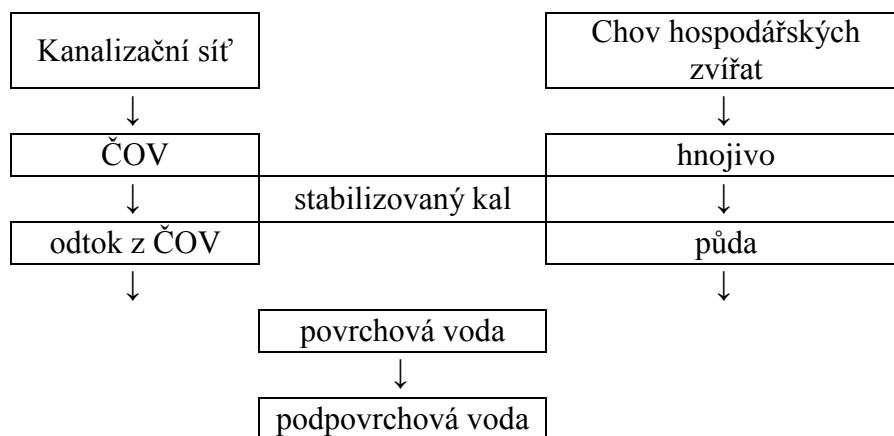 Kanalizační síť
Chov hospodářských
zvířat
↓
↓
ČOV
hnojivo
↓
stabilizovaný kal
↓
odtok z ČOV
půda
↓
↓
povrchová voda
↓
podpovrchová voda